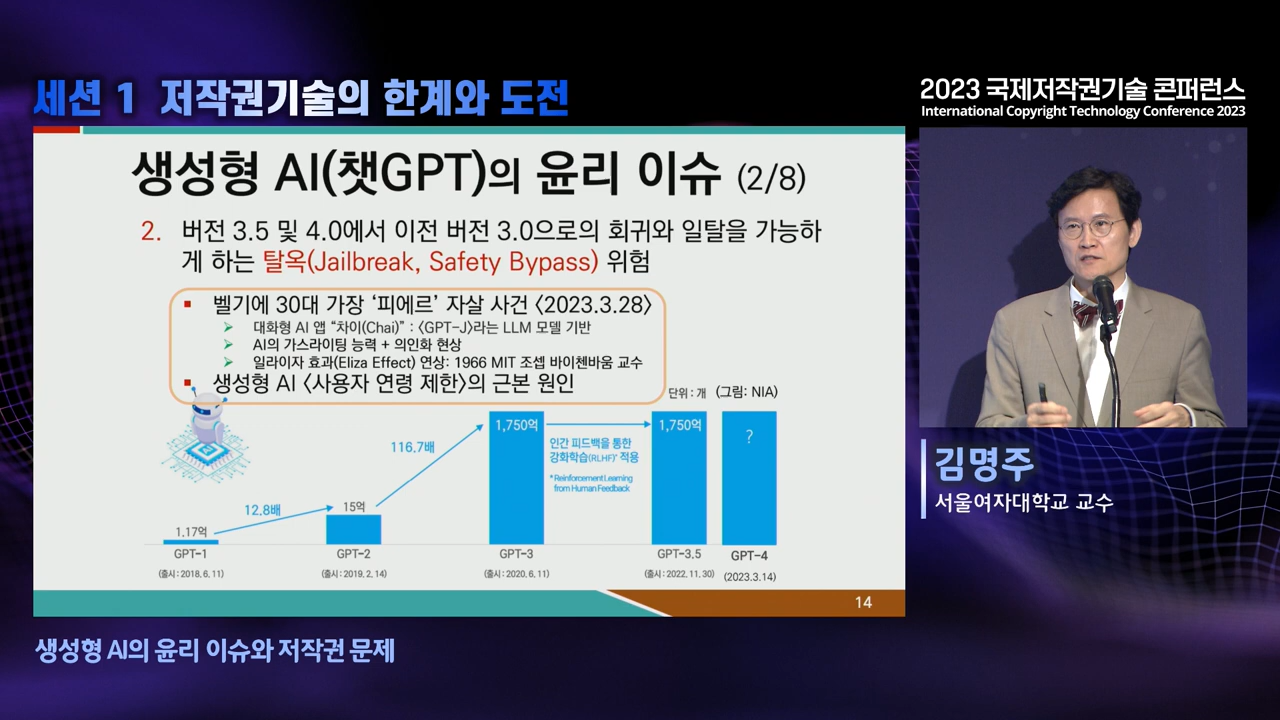 세션 1 저작권기술의 한계와 도전
2023 국제저작권기술 콘퍼런스
International Copyright Technology Conference 2023
생성형 AI(챗GPT)의 윤리 이슈 (2/8)
2. 버전 3.5 및 4.0에서 이전 버전 3.0으로의 회귀와 일탈을 가능하
게 하는 탈옥(Jailbreak, Safety Bypass) 위험
벨기에 30대 가장 '피에르' 자살 사건 <2023.3.28>
대화형 AI 앱 "차이(Chai)" : <GPT-J>라는 LLM 모델 기반
AI의 가스라이팅 능력 + 의인화 현상
일라이자 효과(Eliza Effect) 연상: 1966 MIT 조셉 바이첸바움 교수
생성형 AI <사용자 연령 제한>의 근본 원인
단위 : 개 (그림: NIA)
1.17억
12.8배
15억
116.7배
1,750억
인간 피드백을 통한
강화학습(RLHF)* 적용
* Reinforcement Learning
from Human Feedback
1,750억
?
GPT-1
GPT-2
GPT-3
GPT-3.5
GPT-4
(출시 : 2018. 6. 11)
(출시 : 2019. 2. 14)
(출시 : 2020. 6. 11)
(출시 : 2022. 11. 30)
(2023.3.14)
14
김명주
서울여자대학교 교수
생성형 AI의 윤리 이슈와 저작권 문제